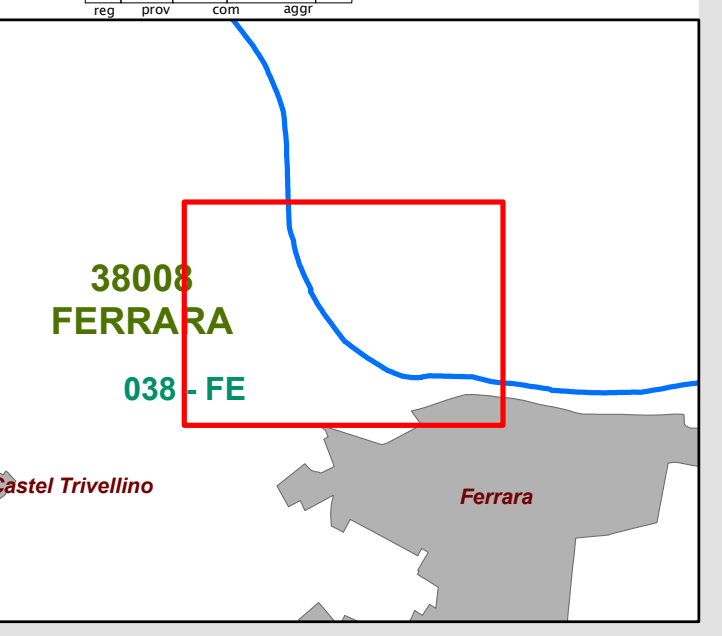 reg prov com aggr
38008
FERRARA
038 - FE
Castel Trivellino
Ferrara